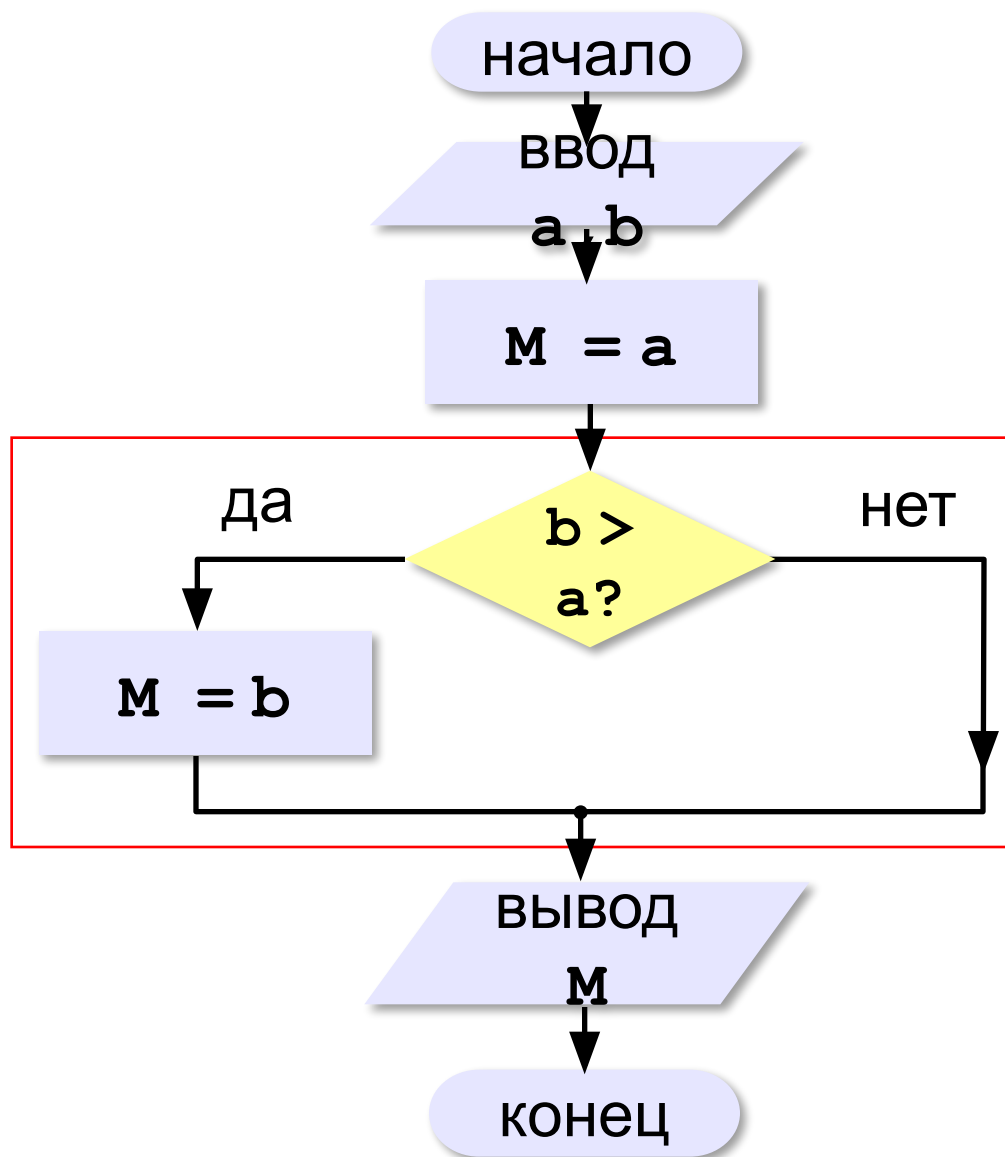 начало
ввод
a,b
M = a
да
нет
b >
a?
M = b
вывод
M
конец